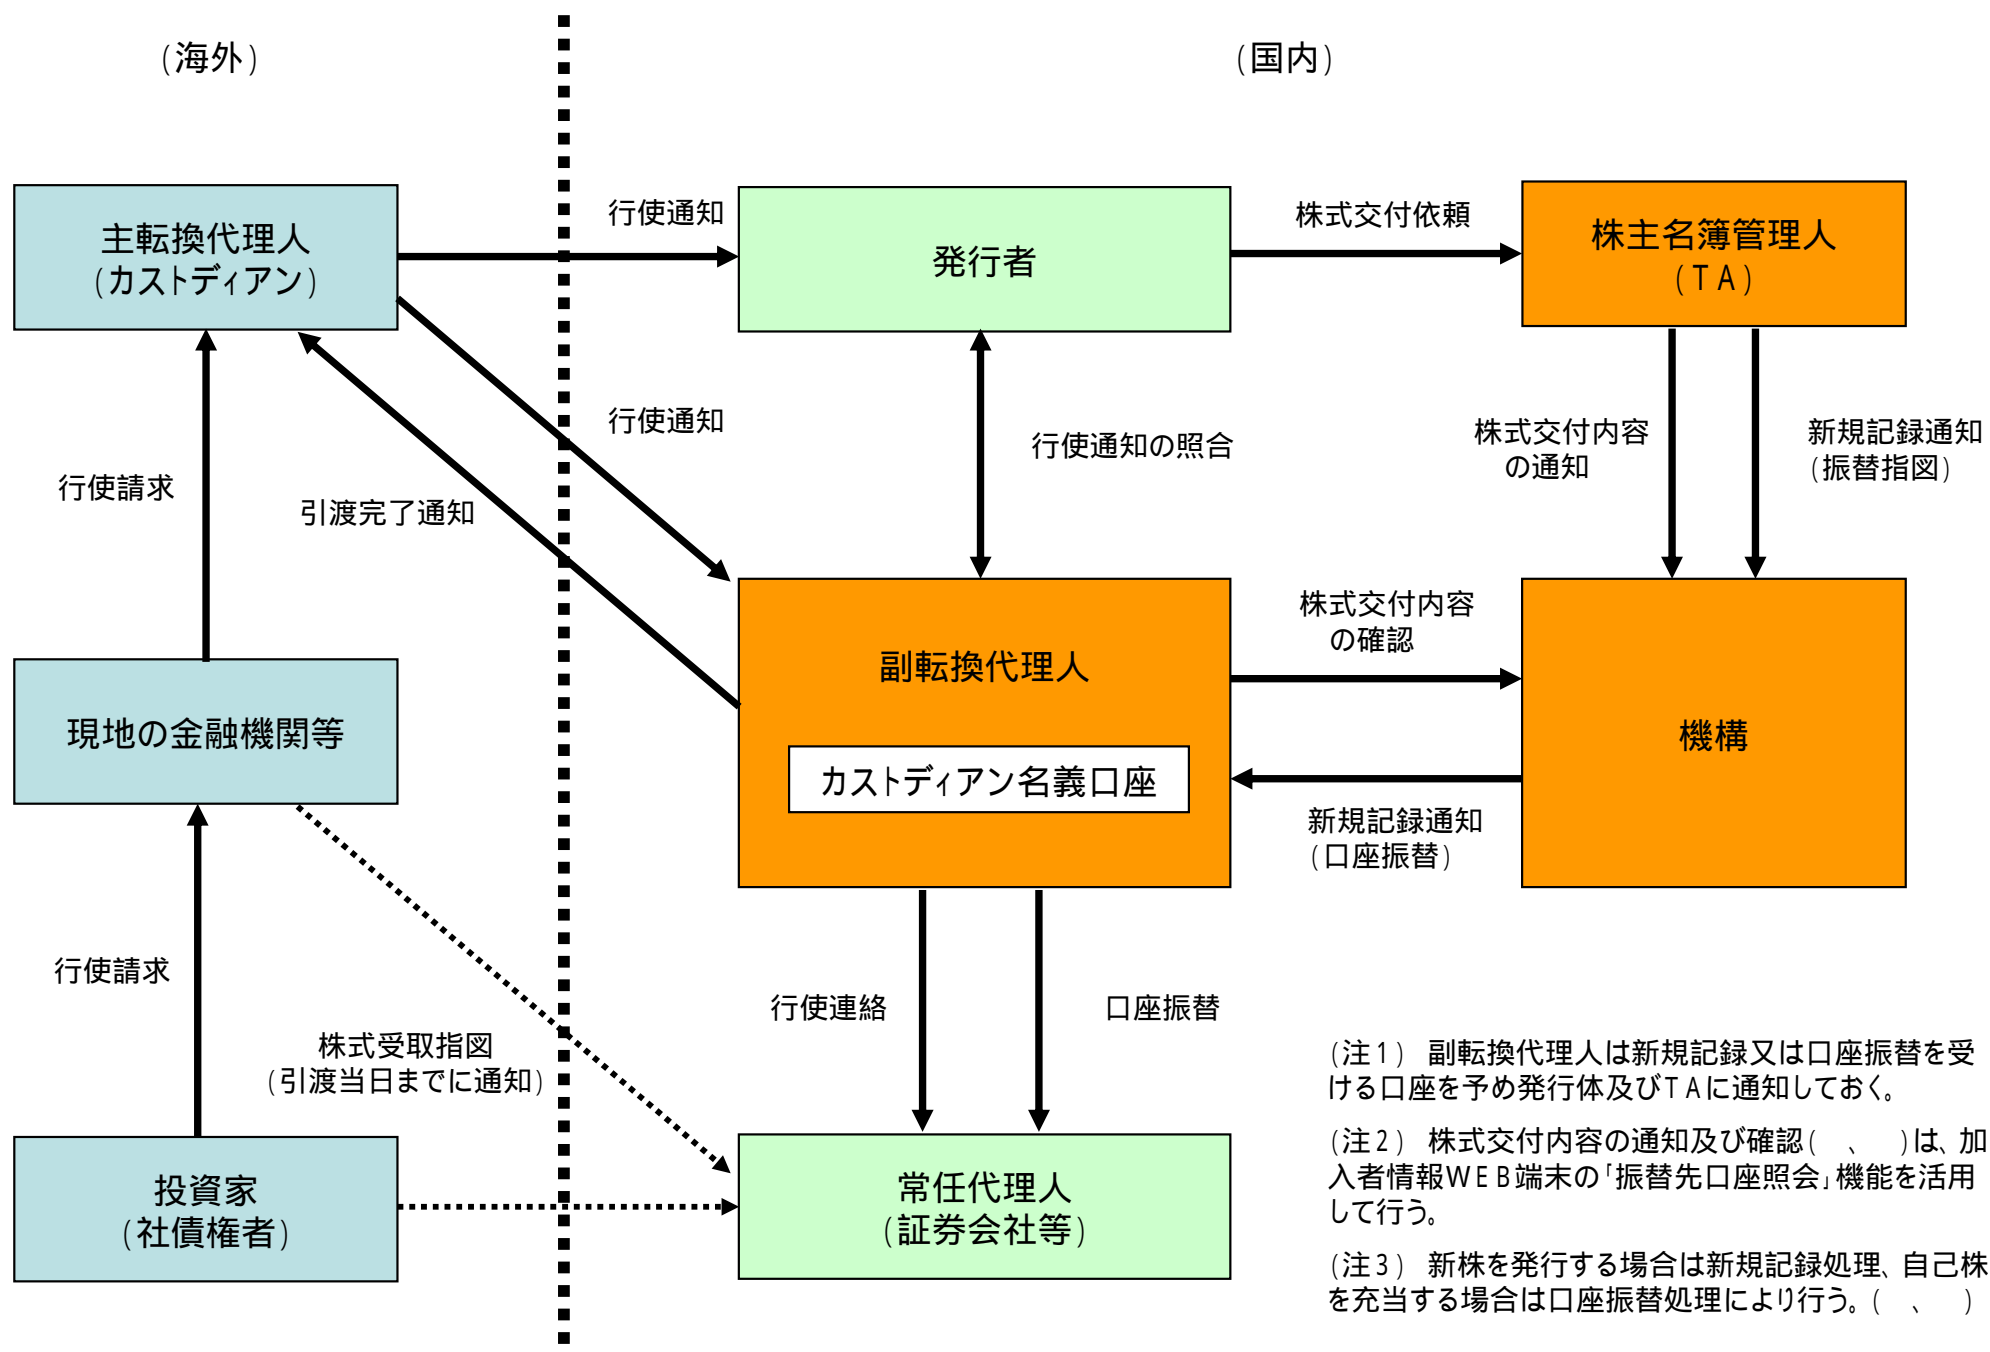 (海外)
(国内)
主転換代理人
(カストディアン)
行使通知
発行者
株式交付依頼
株主名簿管理人
(TA)
行使通知
行使通知の照合
株式交付内容
の通知
新規記録通知
(振替指図)
行使請求
引渡完了通知
株式交付内容
の確認
副転換代理人
現地の金融機関等
機構
カストディアン名義口座
新規記録通知
(口座振替)
行使請求
行使連絡
口座振替
株式受取指図
(引渡当日までに通知)
投資家
(社債権者)
常任代理人
(証券会社等)
(注1) 副転換代理人は新規記録又は口座振替を受
ける口座を予め発行体及びTAに通知しておく。
(注2) 株式交付内容の通知及び確認( 、 )は、加
入者情報WEB端末の「振替先口座照会」機能を活用
して行う。
(注3) 新株を発行する場合は新規記録処理、自己株
を充当する場合は口座振替処理により行う。( 、 )